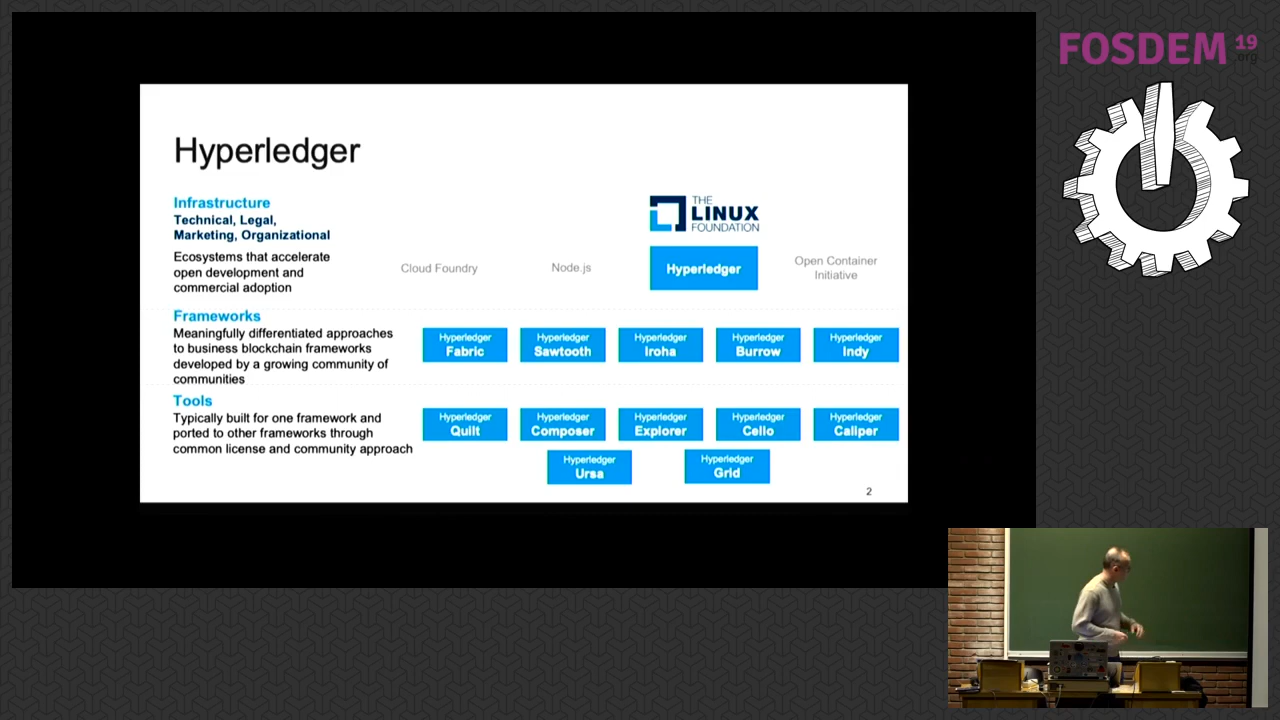 FOSDEM 19
.org
Hyperledger
Infrastructure
Technical, Legal,
Marketing, Organizational
Ecosystems that accelerate
open development and
commercial adoption
THE
LINUX
FOUNDATION
Cloud Foundry
Node.js
Hyperledger
Open Container
Initiative
Frameworks
Meaningfully differentiated approaches
to business blockchain frameworks
developed by a growing community of
communities
Hyperledger
Fabric
Hyperledger
Sawtooth
Hyperledger
Iroha
Hyperledger
Burrow
Hyperledger
Indy
Tools
Typically built for one framework and
ported to other frameworks through
common license and community approach
Hyperledger
Quilt
Hyperledger
Composer
Hyperledger
Explorer
Hyperledger
Cello
Hyperledger
Caliper
Hyperledger
Ursa
Hyperledger
Grid
2